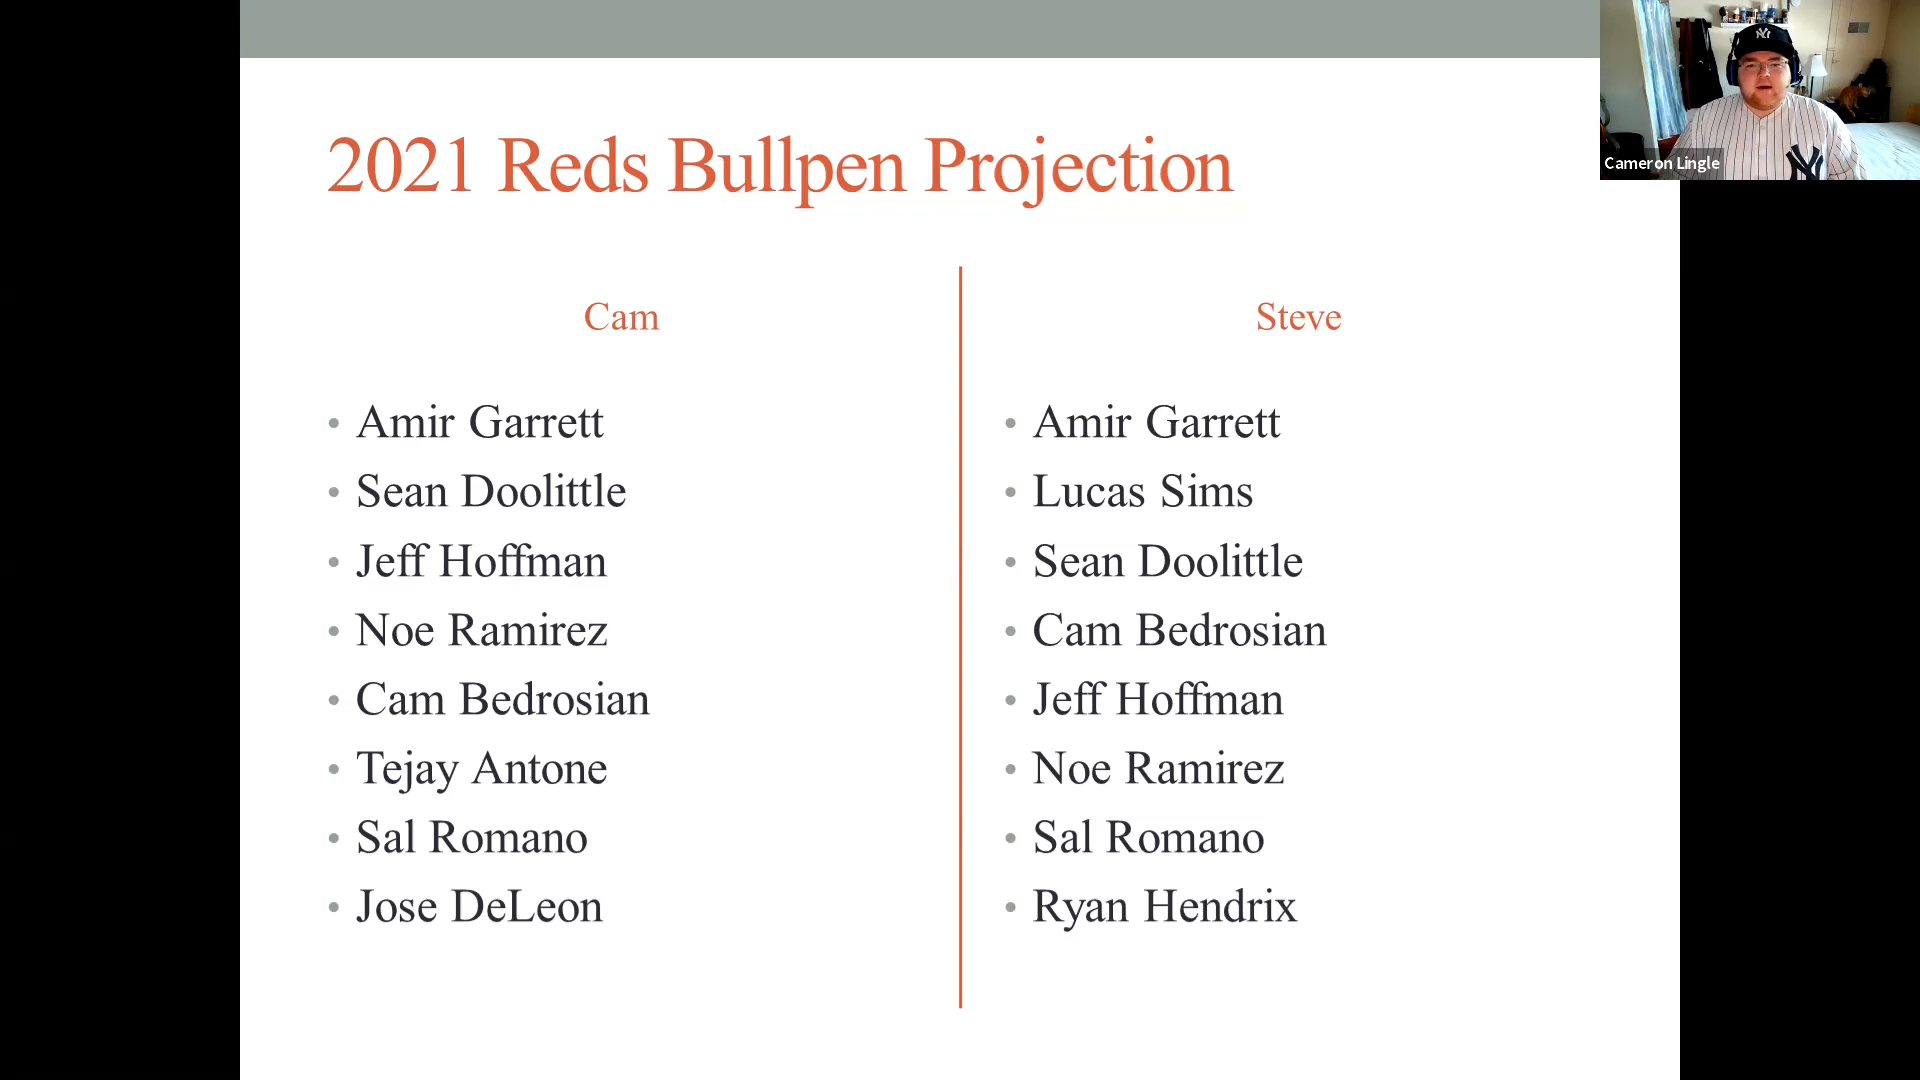 2021 Reds Bullpen Projection
Cameron Lingle
Cam
• Amir Garrett
• Sean Doolittle
• Jeff Hoffman
• Noe Ramirez
• Cam Bedrosian
• Tejay Antone
• Sal Romano
• Jose DeLeon
Steve
• Amir Garrett
• Lucas Sims
• Sean Doolittle
• Cam Bedrosian
• Jeff Hoffman
• Noe Ramirez
• Sal Romano
• Ryan Hendrix
NY
NY